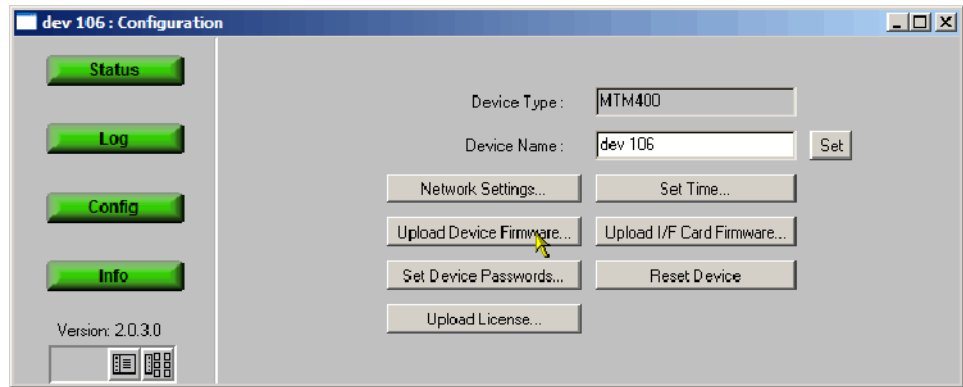 dev 106 : Configuration
Status
Log
Config
Info
Version: 2.0.3.0
Device Type :
MTM400
Device Name :
dev 106
Set
Network Settings...
Set Time...
Upload Device Firmware...
Upload I/F Card Firmware...
Set Device Passwords...
Reset Device
Upload License...